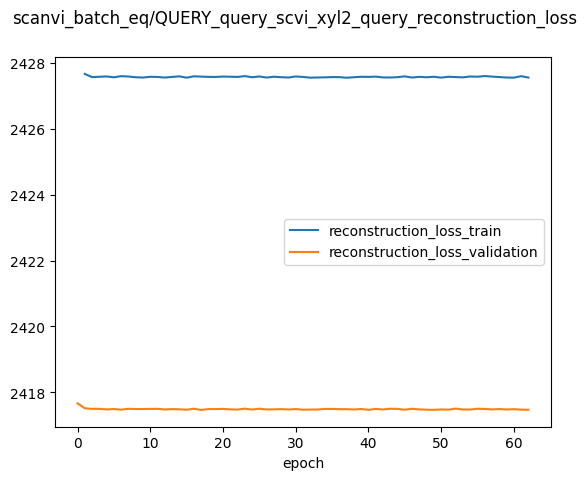 scanvi_batch_eq/QUERY_query_scvi_xyl2_query_reconstruction_loss
2428
2426
2424
2422
2420
2418
reconstruction_loss_train
reconstruction_loss_validation
0 10 20 30 40 50 60
epoch